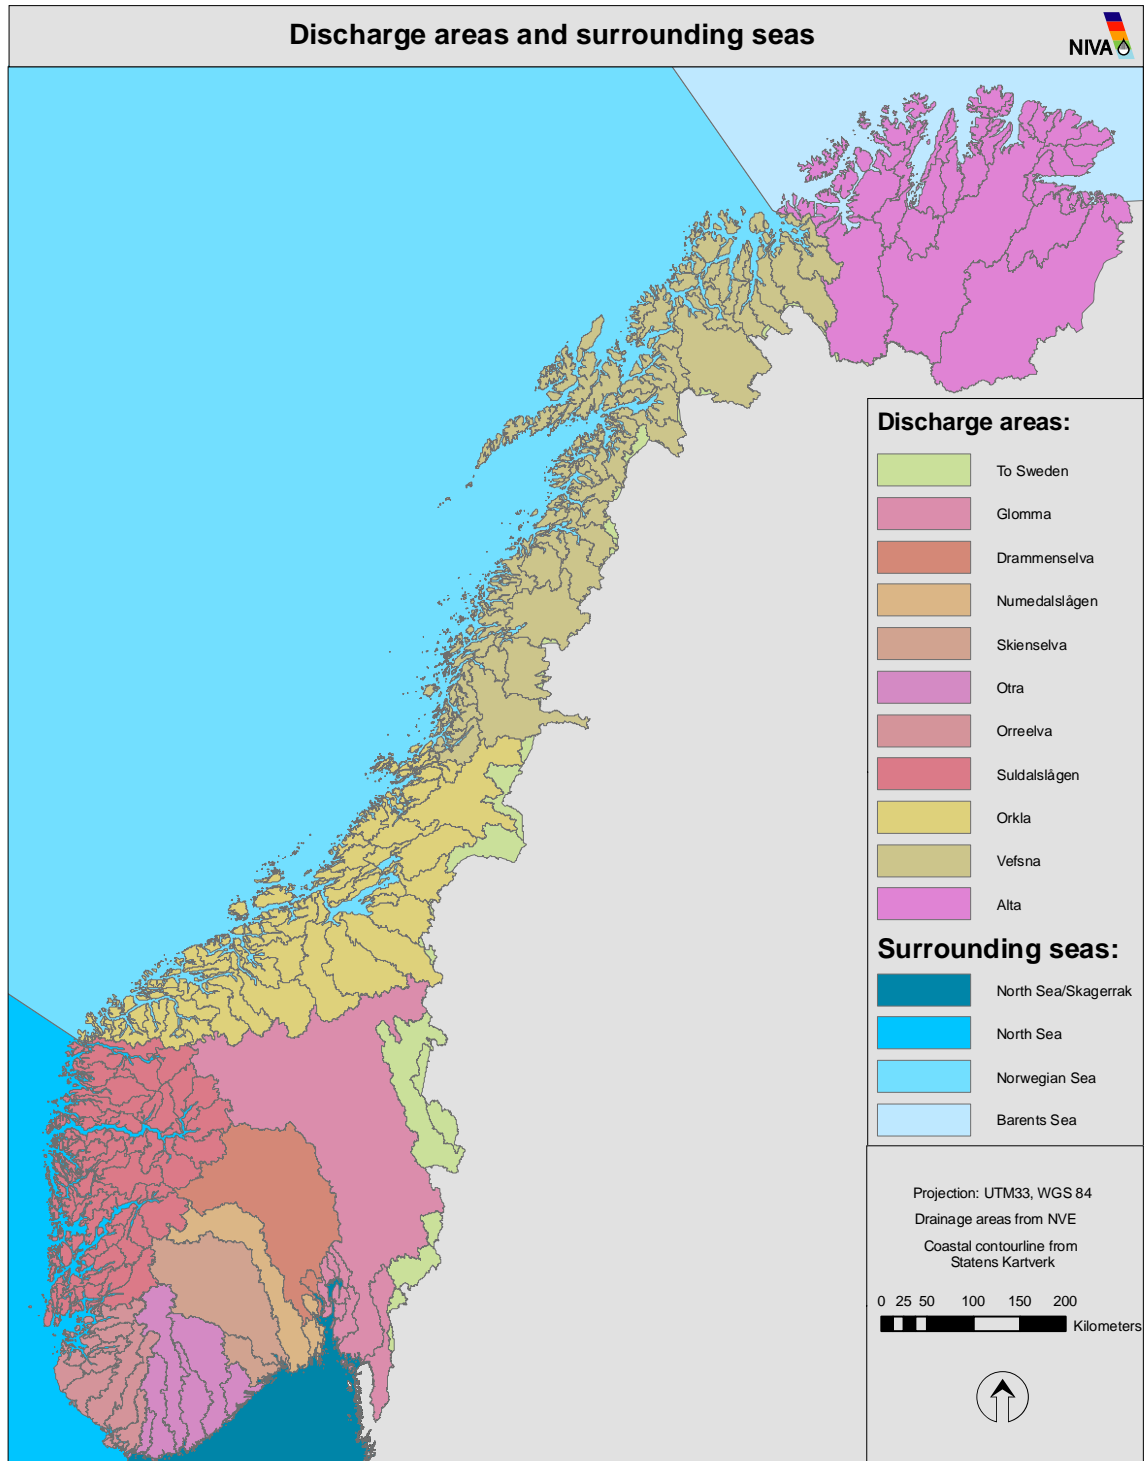 Discharge areas and surrounding seas
NIVA
Discharge areas:
To Sweden
Glomma
Drammenselva
Numedalslågen
Skienselva
Otra
Orreelva
Suldalslågen
Orkla
Vefsna
Alta
Surrounding seas:
North Sea/Skagerrak
North Sea
Norwegian Sea
Barents Sea
Projection: UTM33, WGS 84
Drainage areas from NVE
Coastal contourline from
Statens Kartverk
0 25 50 100 150 200
Kilometers